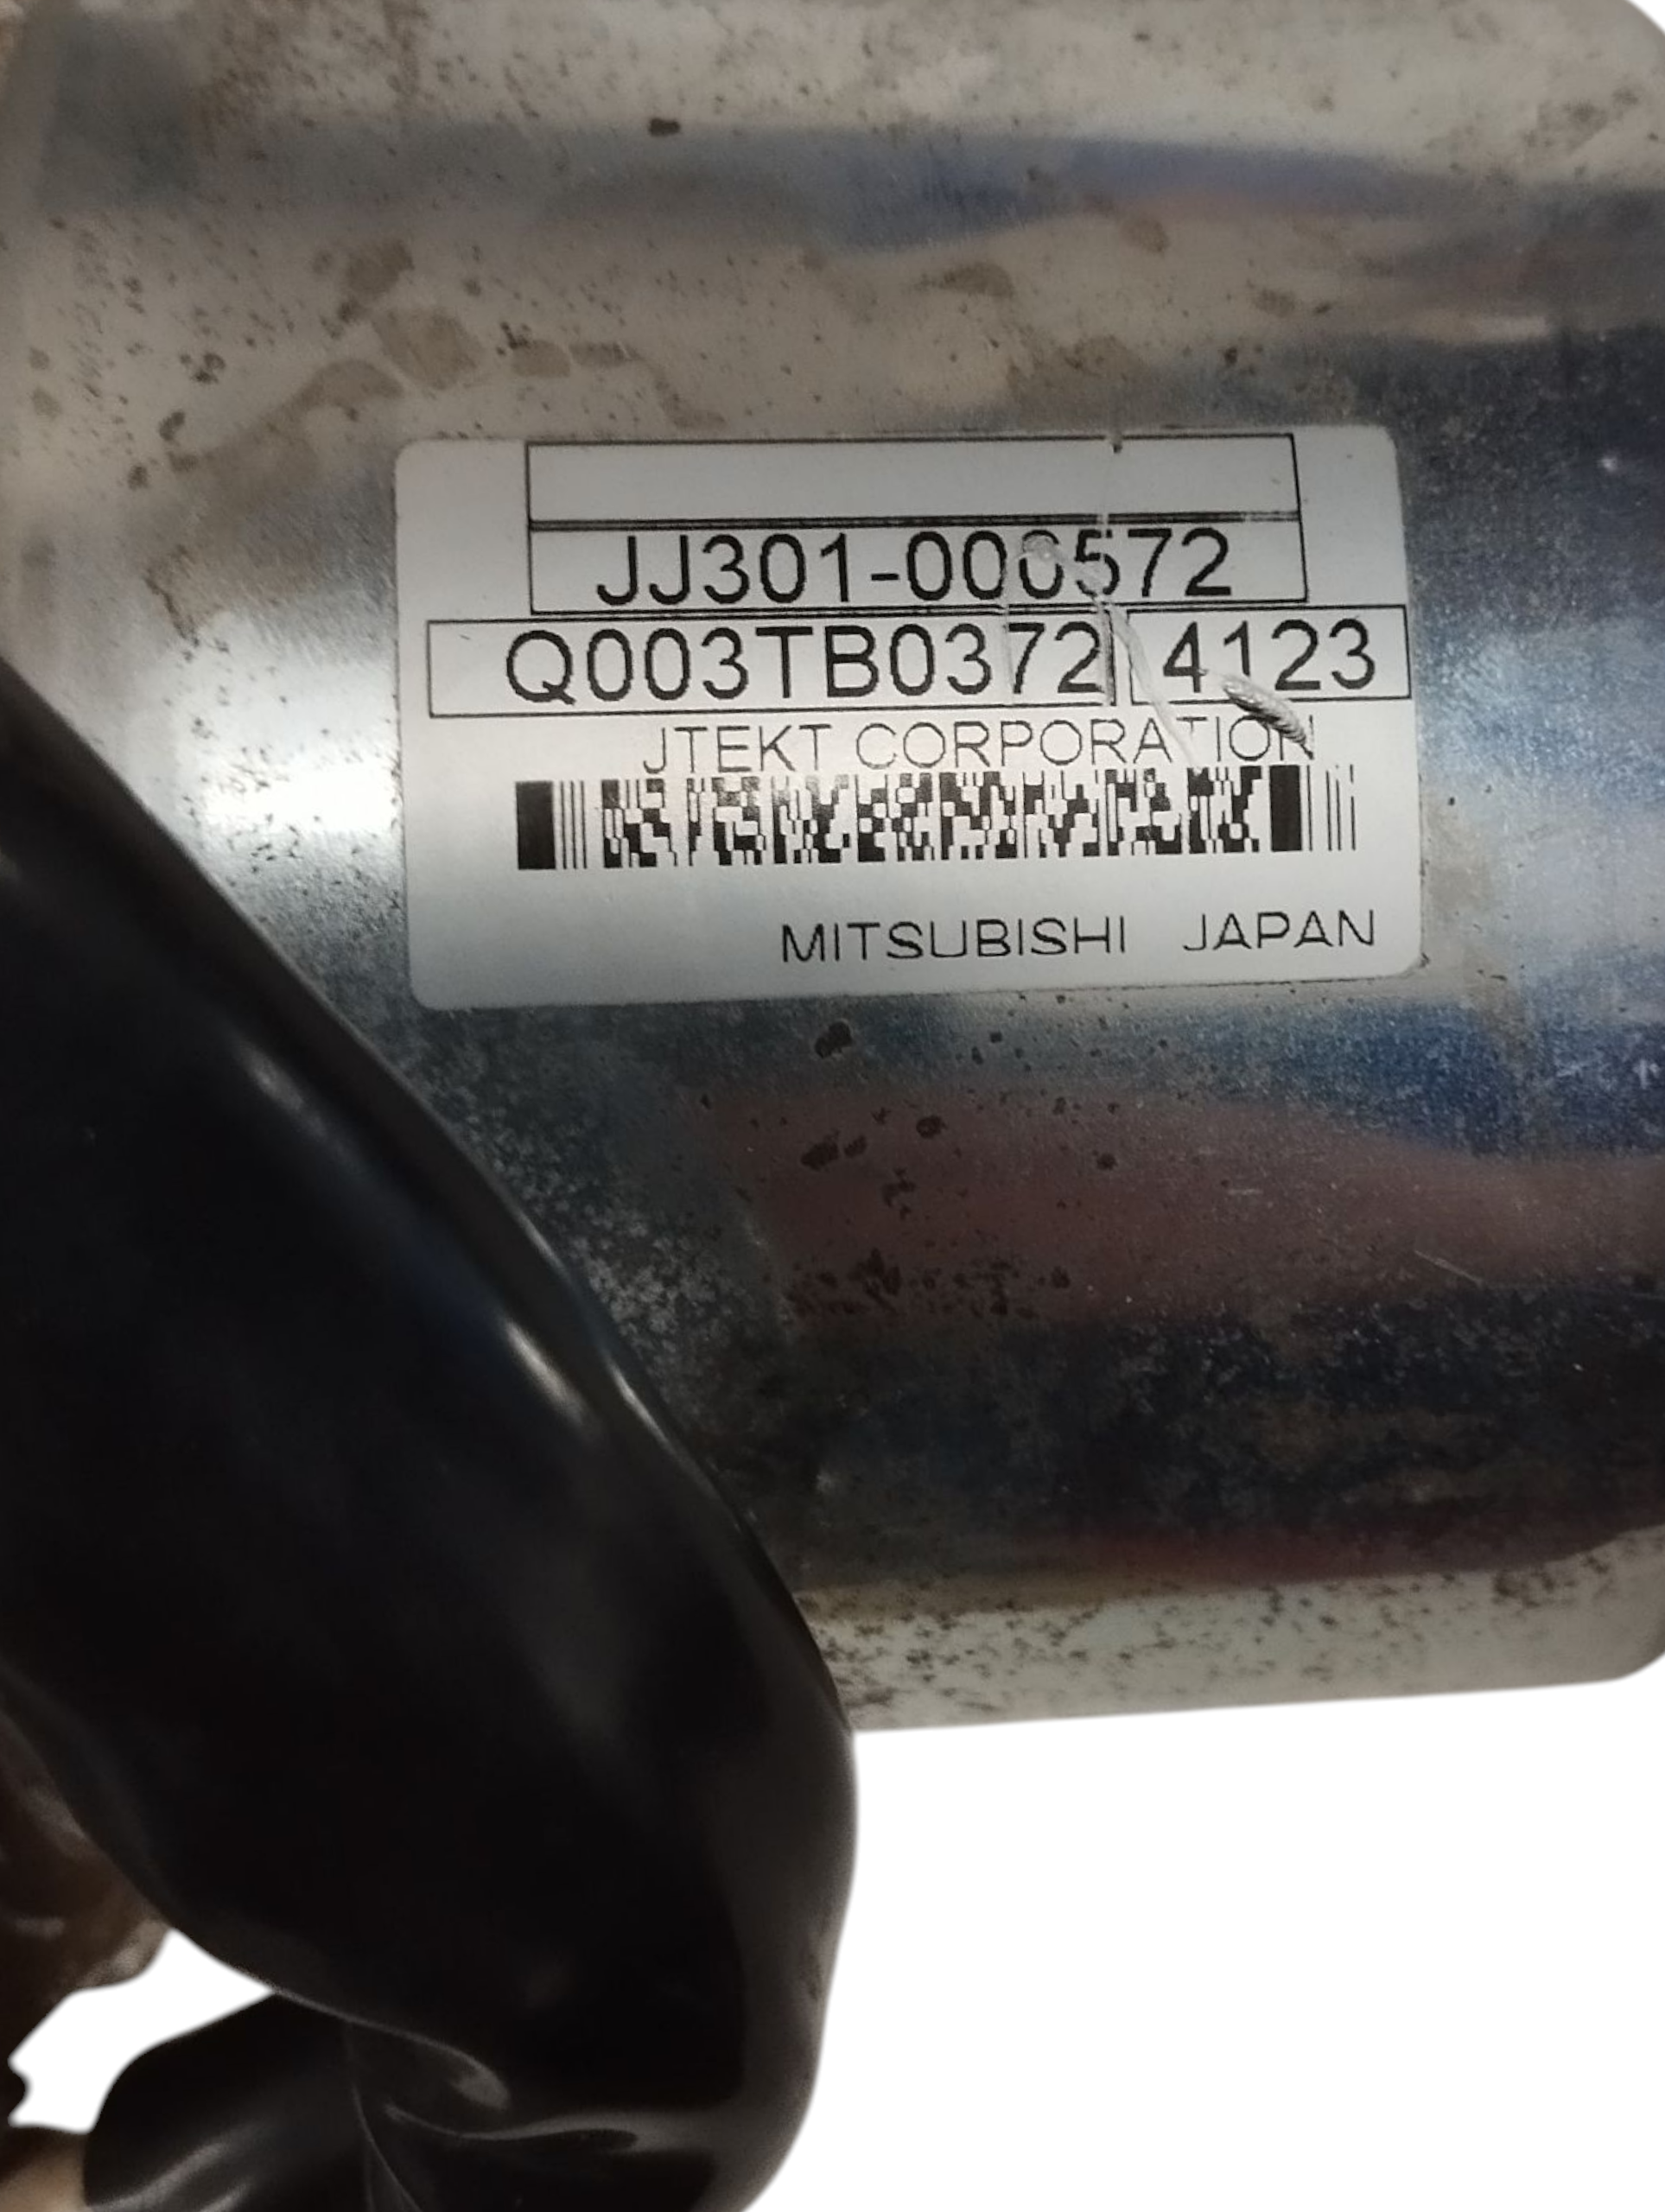 JJ301-000572
Q003TB0372 4123
JTEKT CORPORATION
MITSUBISHI JAPAN